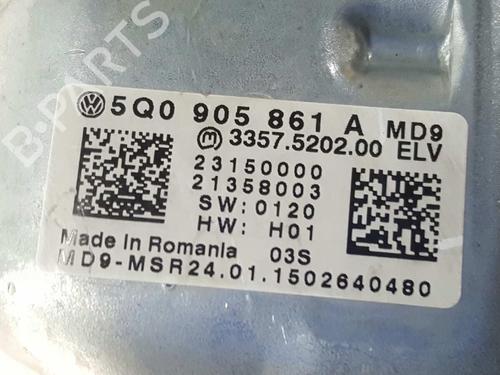 B-PARTS
5Q0 905 861 A MD9
3357.5202.00 ELV
23150000
21358003
SW:0120
HW: H01
Made In Romania 03S
MD9-MSR24.01.1502640480